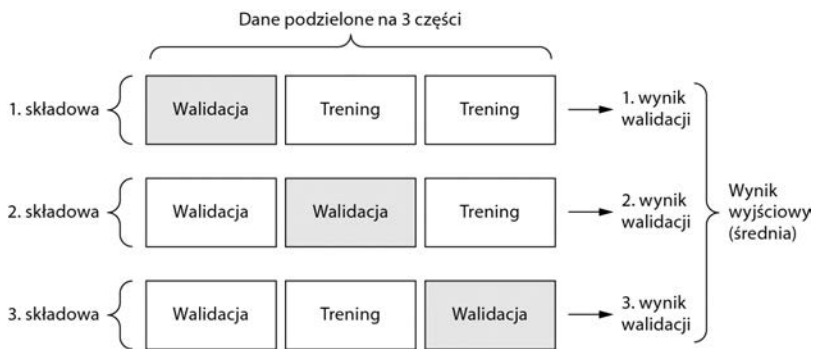 Dane podzielone na 3 części
1. składowa
Walidacja
Trening
Trening
1. wynik
walidacji
2. składowa
Walidacja
Walidacja
Trening
2. wynik
walidacji
Wynik
wyjściowy
(średnia)
3. składowa
Walidacja
Trening
Walidacja
3. wynik
walidacji